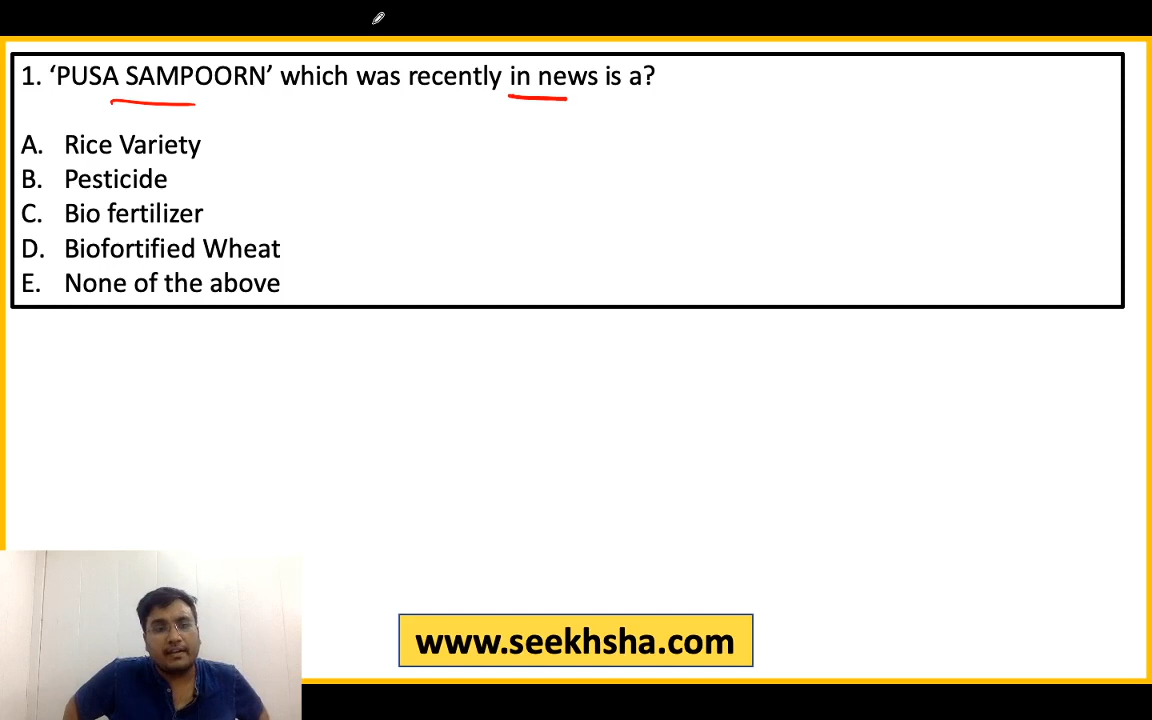 1. ‘PUSA SAMPOORN’ which was recently in news is a?
A. Rice Variety
B. Pesticide
C. Bio fertilizer
D. Biofortified Wheat
E. None of the above
www.seekhsha.com